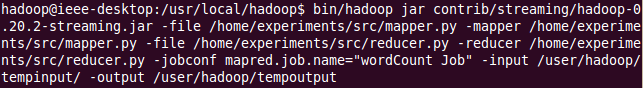 hadoop@ieee-desktop:/usr/local/hadoop$ bin/hadoop jar contrib/streaming/hadoop-0
.20.2-streaming.jar -file /home/experiments/src/mapper.py -mapper /home/experime
nts/src/mapper.py -file /home/experiments/src/reducer.py -reducer /home/experime
nts/src/reducer.py -jobconf mapred.job.name="wordCount Job" -input /user/hadoop/
tempinput/ -output /user/hadoop/tempoutput